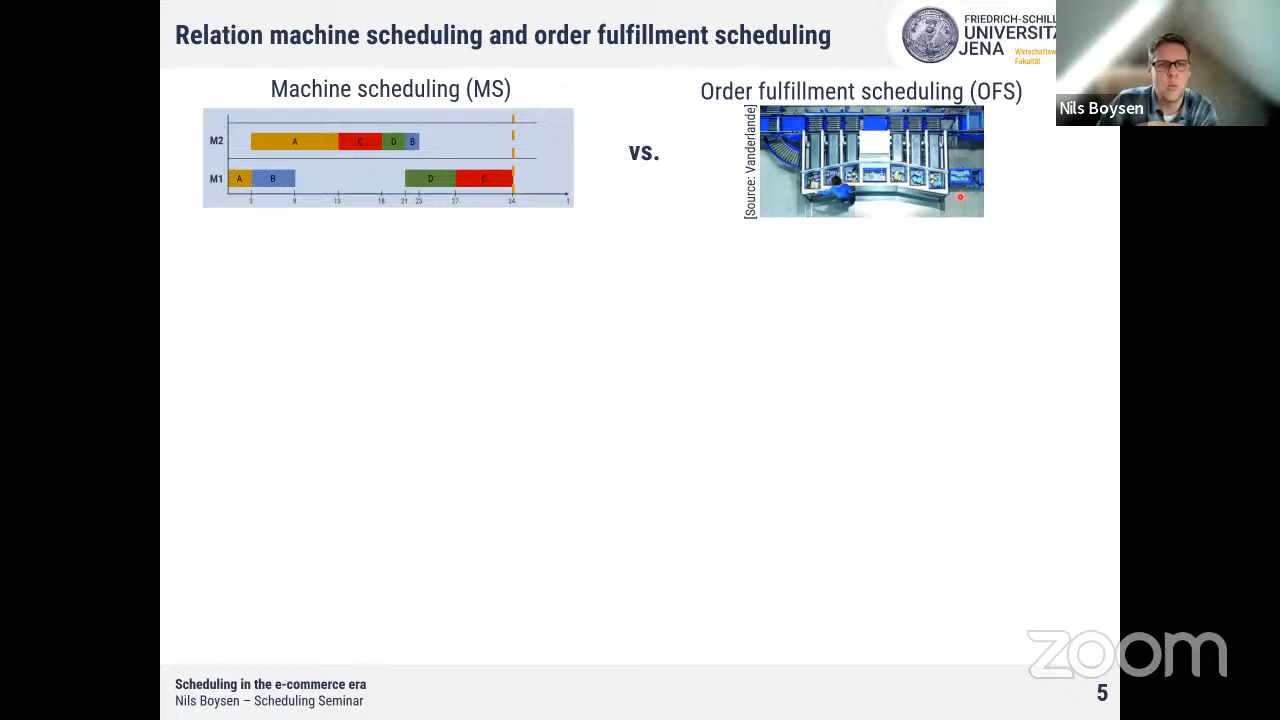 Relation machine scheduling and order fulfillment scheduling
FRIEDRICH-SCHILL
UNIVERSITÄ
JENA
Wirtschaftsw
Fakultät
Nils Boysen
Machine scheduling (MS)
M2 A C D B
M1 A B D C
3 8 13 18 21 23 27 34 t
vs.
Order fulfillment scheduling (OFS)
[Source: Vanderlande]
zoom
Scheduling in the e-commerce era
Nils Boysen – Scheduling Seminar
5